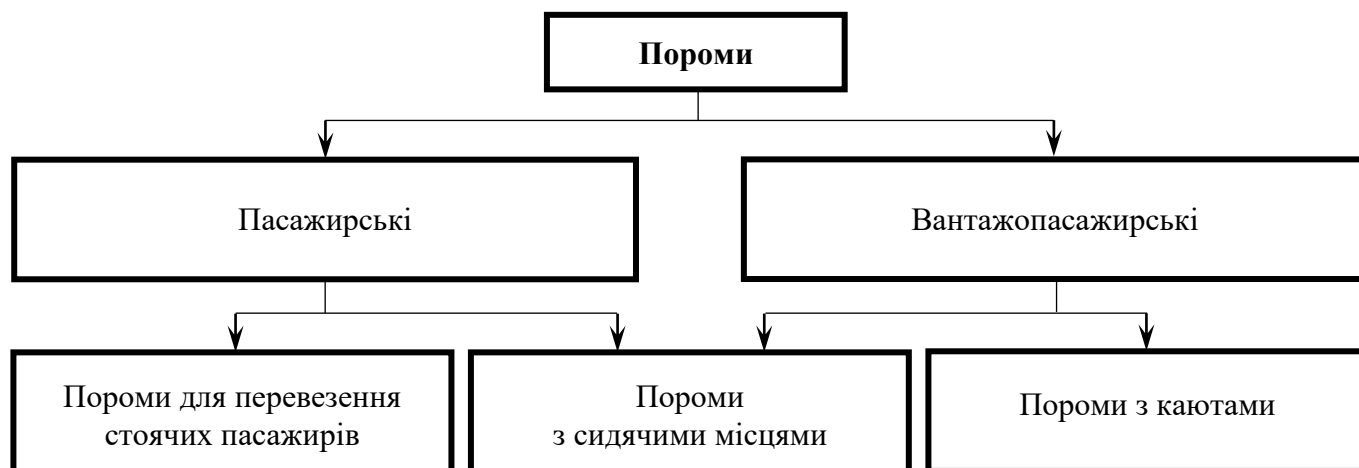 Пороми
Пасажирські
Вантажопасажирські
Пороми для перевезення
стоячих пасажирів
Пороми
з сидячими місцями
Пороми з каютами